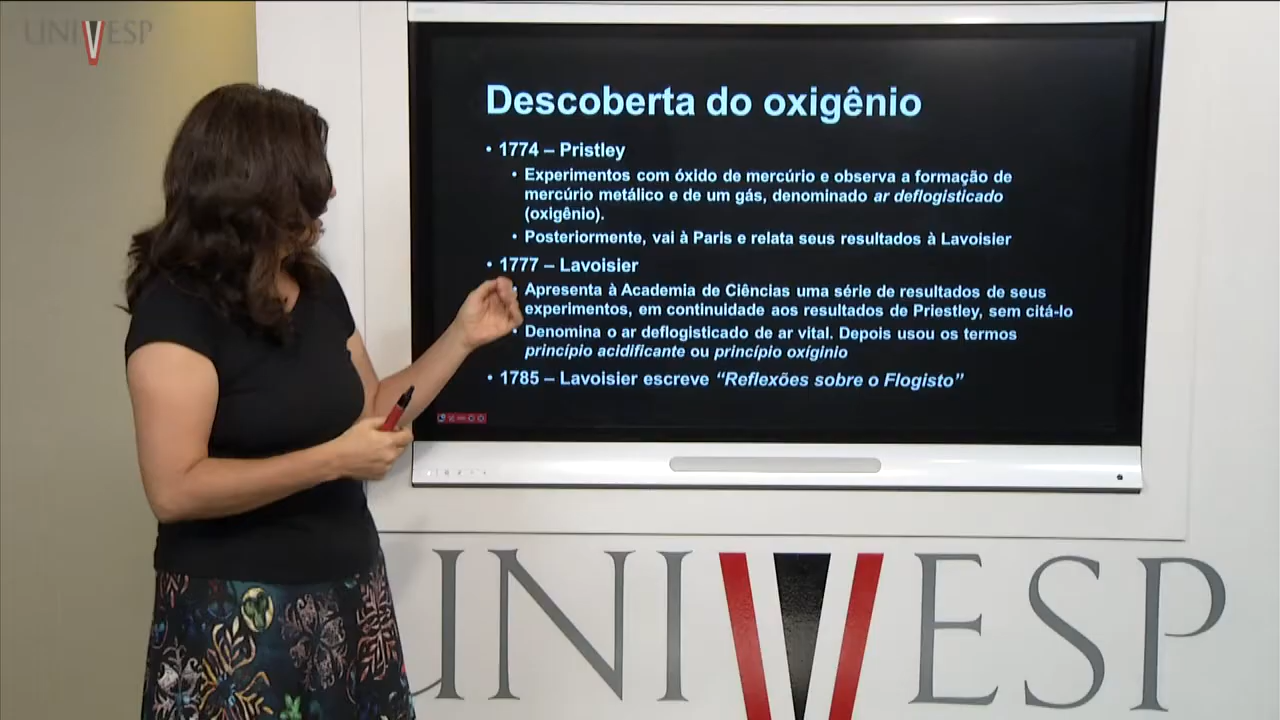 UNIVESP
Descoberta do oxigênio
• 1774 – Pristley
• Experimentos com óxido de mercúrio e observa a formação de
mercúrio metálico e de um gás, denominado ar deflogisticado
(oxigênio).
• Posteriormente, vai à Paris e relata seus resultados à Lavoisier
• 1777 – Lavoisier
• Apresenta à Academia de Ciências uma série de resultados de seus
experimentos, em continuidade aos resultados de Priestley, sem citá-lo
• Denomina o ar deflogisticado de ar vital. Depois usou os termos
princípio acidificante ou princípio oxíginio
• 1785 – Lavoisier escreve “Reflexões sobre o Flogisto”
UNIVESP